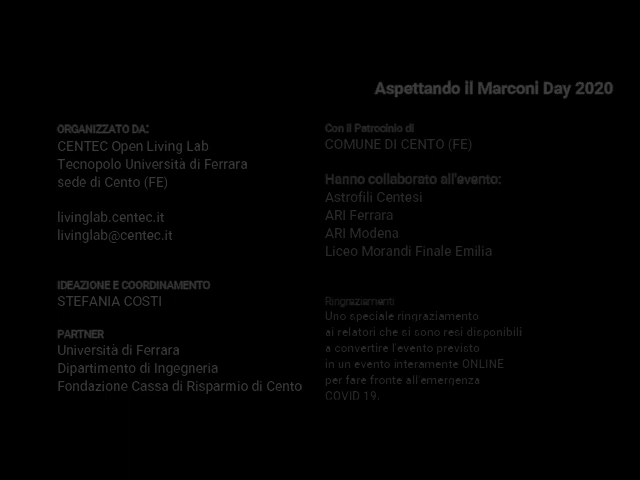 Aspettando il Marconi Day 2020
ORGANIZZATO DA:
CENTEC Open Living Lab
Tecnopolo Università di Ferrara
sede di Cento (FE)
livinglab.centec.it
livinglab@centec.it
IDEAZIONE E COORDINAMENTO
STEFANIA COSTI
PARTNER
Università di Ferrara
Dipartimento di Ingegneria
Fondazione Cassa di Risparmio di Cento
Con il Patrocinio di
COMUNE DI CENTO (FE)
Hanno collaborato all'evento:
Astrofili Centesi
ARI Ferrara
ARI Modena
Liceo Morandi Finale Emilia
Ringraziamenti
Uno speciale ringraziamento
ai relatori che si sono resi disponibili
a convertire l'evento previsto
in un evento interamente ONLINE
per fare fronte all'emergenza
COVID 19.